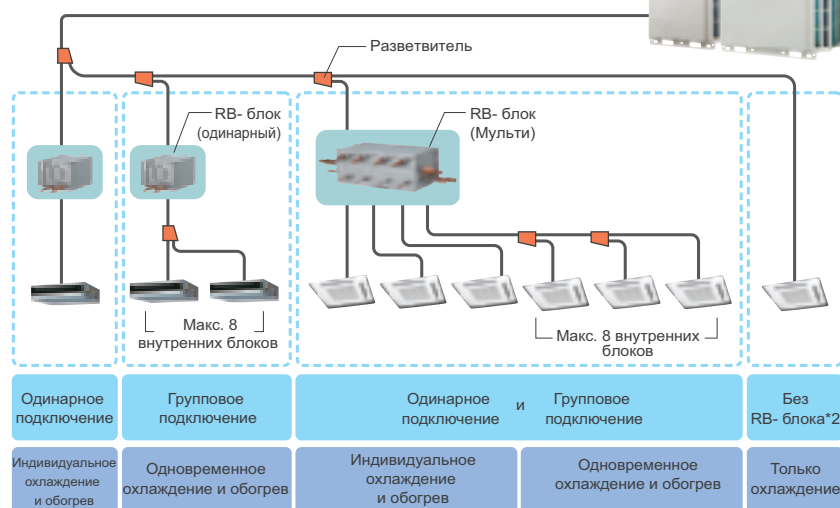 Разветвитель
RB- блок
(одинарный)
RB- блок
(Мульти)
Макс. 8
внутренних блоков
Макс. 8 внутренних
блоков
Одинарное
подключение
Групповое
подключение
Одинарное
подключение
и
Групповое
подключение
Без
RB- блока*2
Индивидуальное
охлаждение
и обогрев
Одновременное
охлаждение и обогрев
Индивидуальное
охлаждение
и обогрев
Одновременное
охлаждение и обогрев
Только
охлаждение